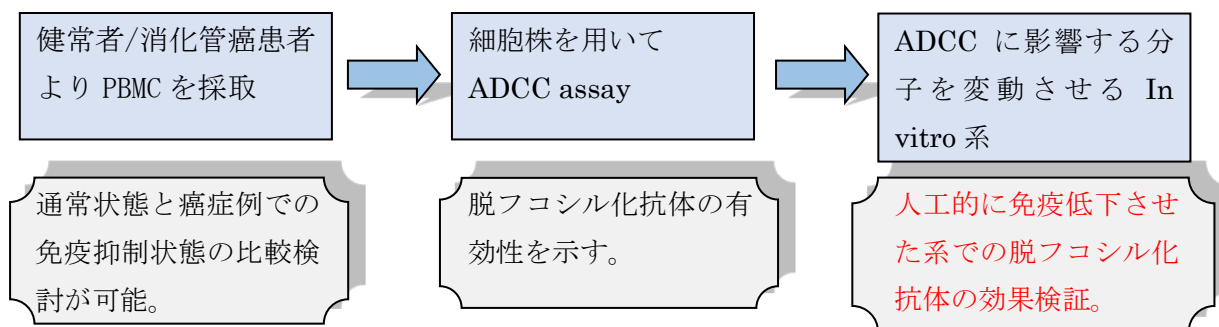 健常者/消化管癌患者
より PBMC を採取
細胞株を用いて
ADCC assay
ADCC に影響する分
子を変動させる In
vitro 系
通常状態と癌症例での
免疫抑制状態の比較検
討が可能。
脱フコシル化抗体の有
効性を示す。
人工的に免疫低下させ
た系での脱フコシル化
抗体の効果検証。